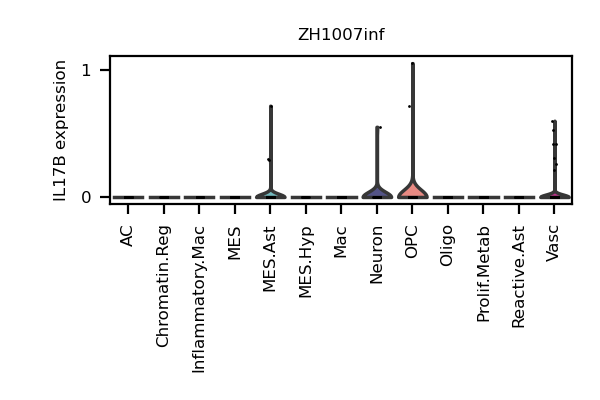 ZH1007inf
IL17B expression
1
0
AC
Chromatin.Reg
Inflammatory.Mac
MES
MES.Ast
MES.Hyp
Mac
Neuron
OPC
Oligo
Prolif.Metab
Reactive.Ast
Vasc